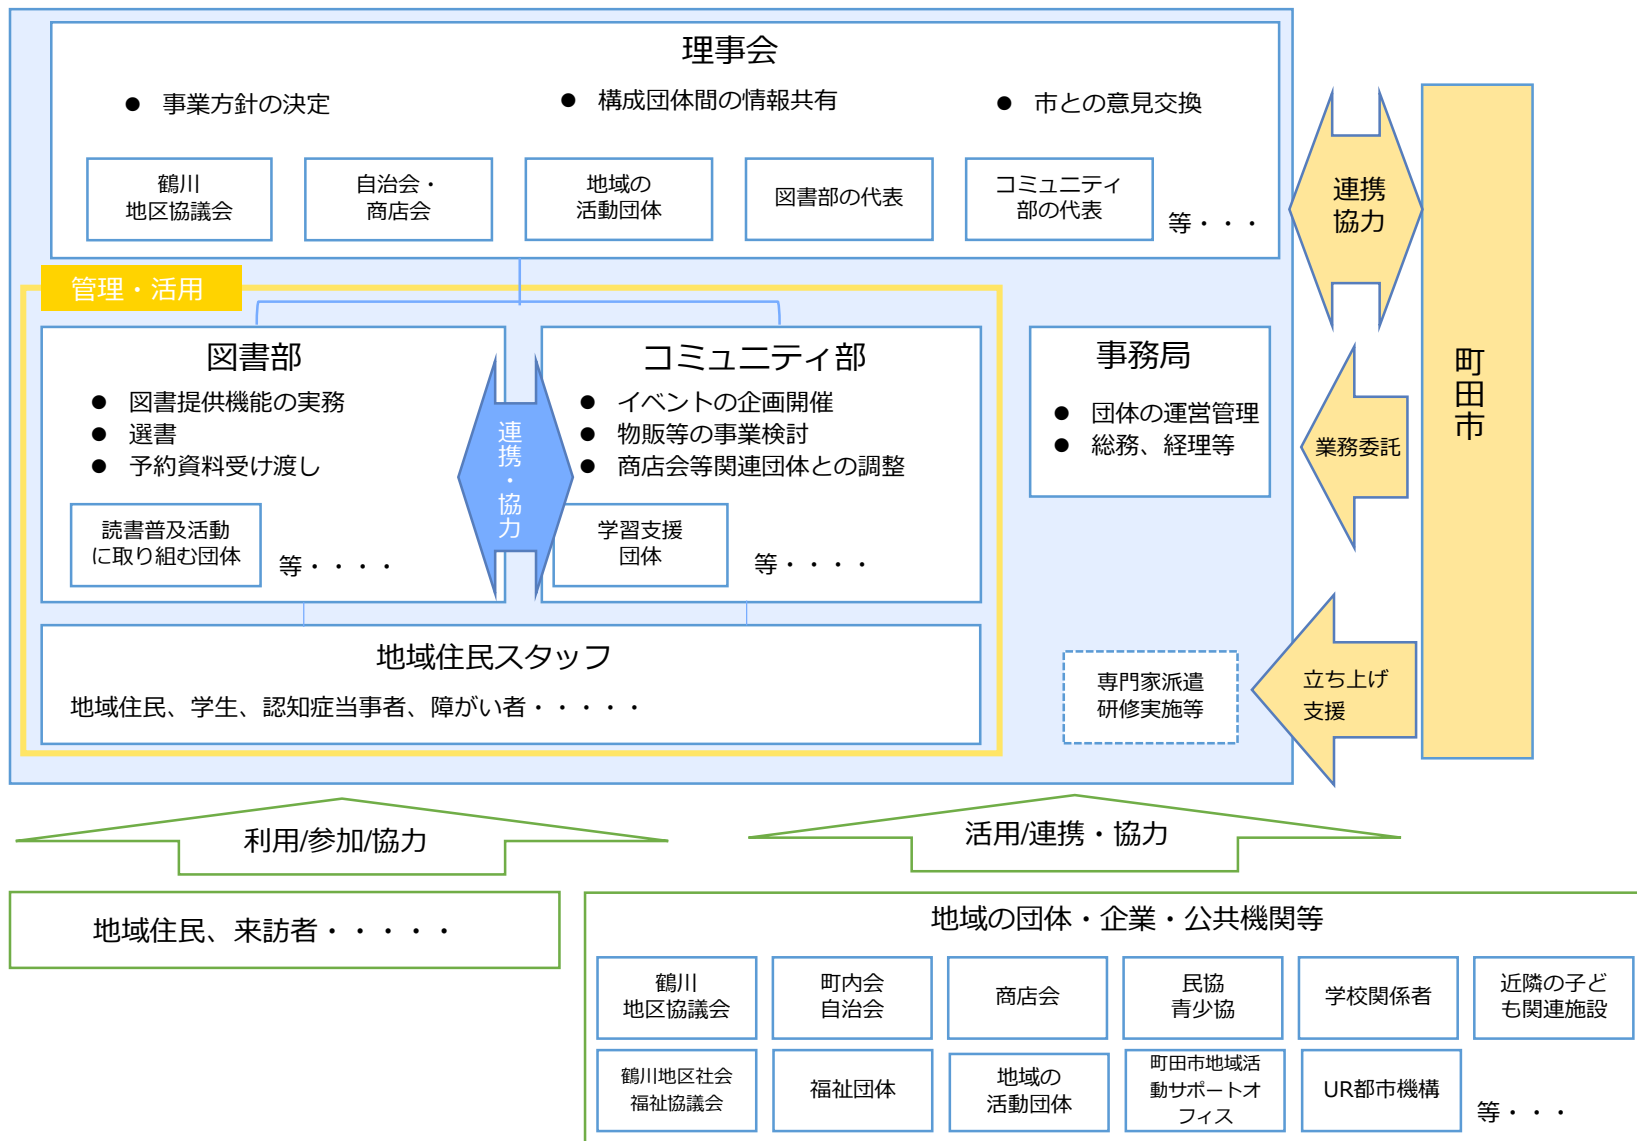 理事会
● 事業方針の決定
● 構成団体間の情報共有
● 市との意見交換
鶴川
地区協議会
自治会・
商店会
地域の
活動団体
図書部の代表
コミュニティ
部の代表
等・・・
連携
協力
町田市
管理・活用
図書部
● 図書提供機能の実務
● 選書
● 予約資料受け渡し
読書普及活動
に取り組む団体
等・・・・
連携・協力
コミュニティ部
● イベントの企画開催
● 物販等の事業検討
● 商店会等関連団体との調整
学習支援
団体
等・・・・
事務局
● 団体の運営管理
● 総務、経理等
業務委託
地域住民スタッフ
地域住民、学生、認知症当事者、障がい者・・・・・
専門家派遣
研修実施等
立ち上げ
支援
利用/参加/協力
活用/連携・協力
地域住民、来訪者・・・・・
地域の団体・企業・公共機関等
鶴川
地区協議会
町内会
自治会
商店会
民協
青少協
学校関係者
近隣の子ど
も関連施設
鶴川地区社会
福祉協議会
福祉団体
地域の
活動団体
町田市地域活
動サポートオ
フィス
UR都市機構
等・・・